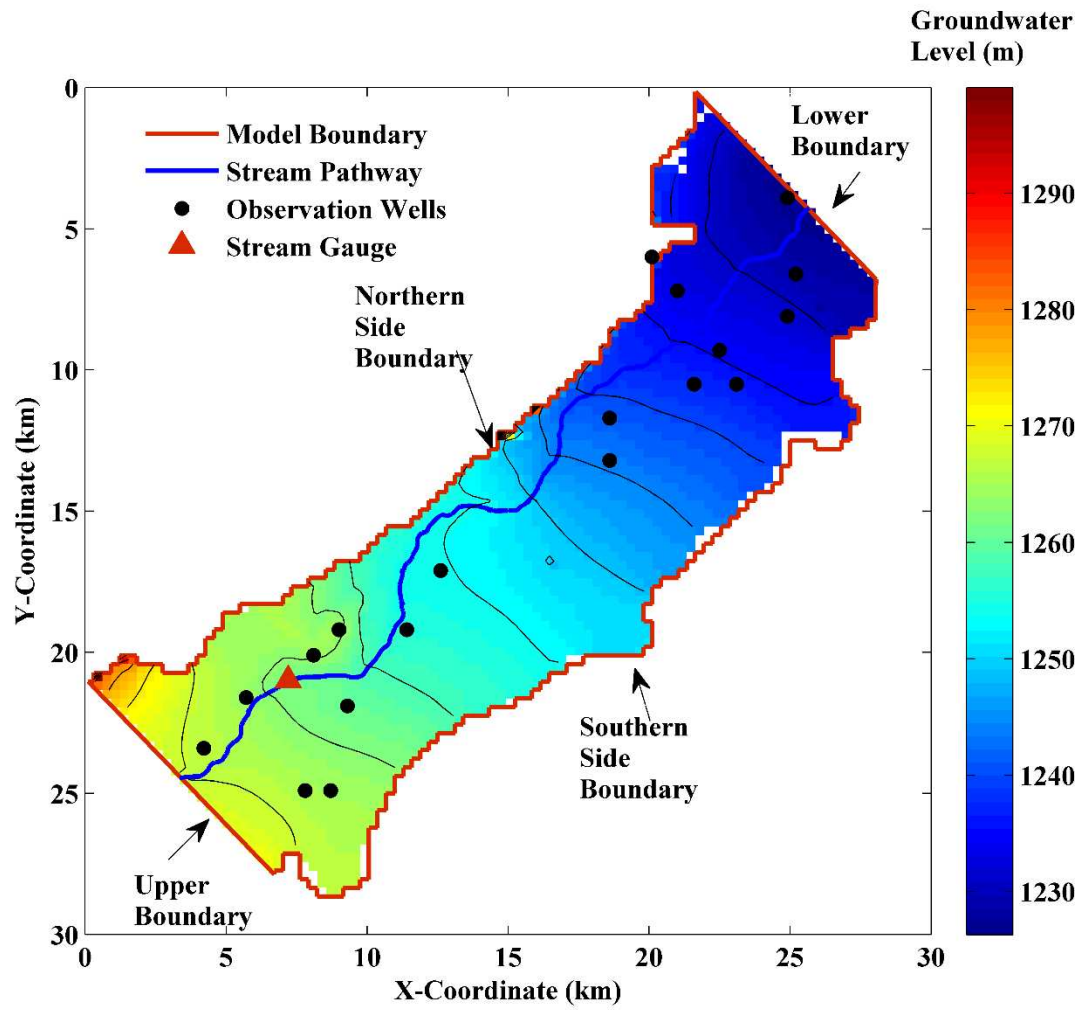 Groundwater
Level (m)
0
5
10
15
20
25
30
Y-Coordinate (km)
Model Boundary
Stream Pathway
Observation Wells
Stream Gauge
Lower
Boundary
Northern
Side
Boundary
Southern
Side
Boundary
Upper
Boundary
0
5
10
15
20
25
30
X-Coordinate (km)
1290
1280
1270
1260
1250
1240
1230